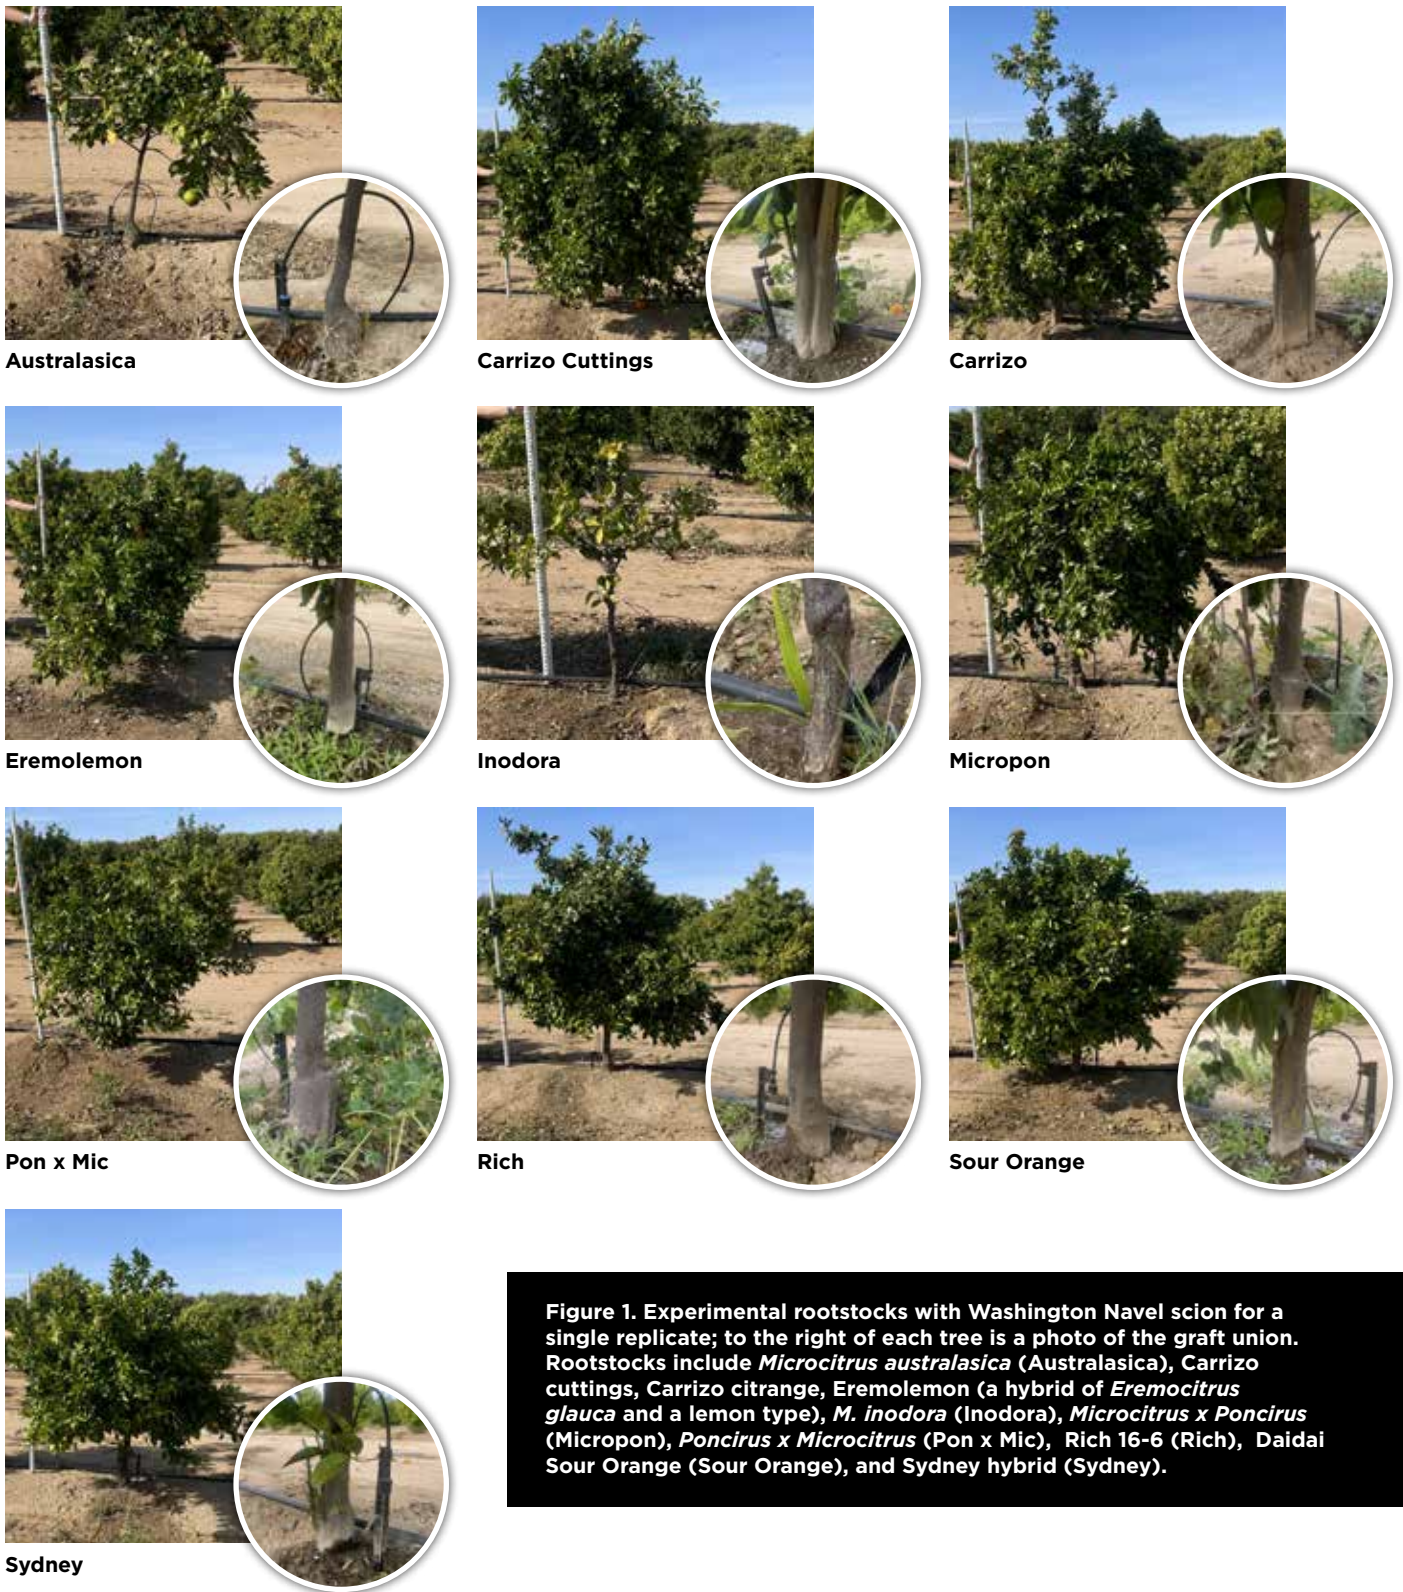 Australasica
Carrizo Cuttings
Carrizo
Eremolemon
Inodora
Micropon
Pon x Mic
Rich
Sour Orange
Sydney
Figure 1. Experimental rootstocks with Washington Navel scion for a
single replicate; to the right of each tree is a photo of the graft union.
Rootstocks include Microcitrus australasica (Australasica), Carrizo
cuttings, Carrizo citrange, Eremolemon (a hybrid of Eremocitrus
glauca and a lemon type), M. inodora (Inodora), Microcitrus x Poncirus
(Micropon), Poncirus x Microcitrus (Pon x Mic), Rich 16-6 (Rich), Daidai
Sour Orange (Sour Orange), and Sydney hybrid (Sydney).